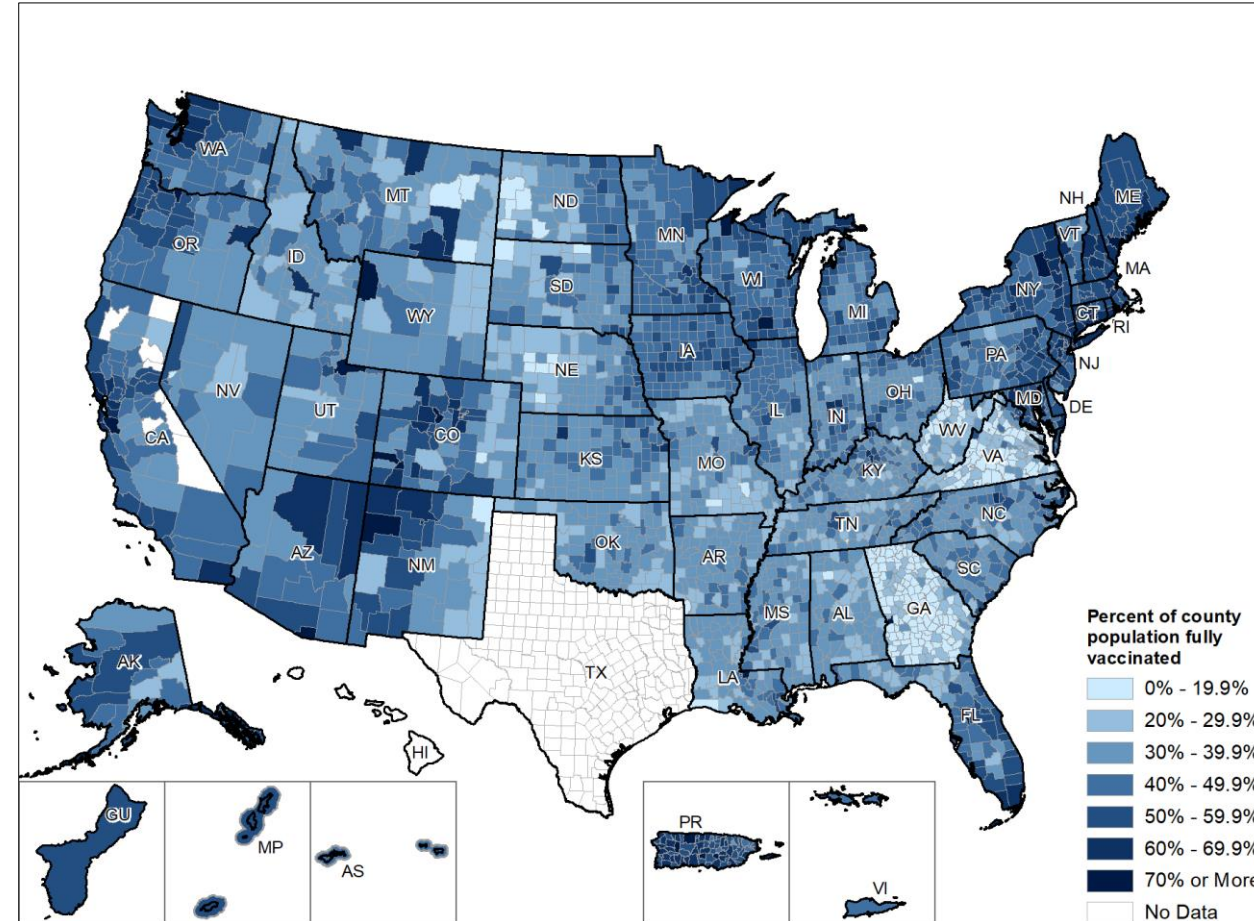 WA
MT
ND
MN
ME
NH
VT
OR
ID
SD
WI
NY
MA
WY
MI
CT
RI
IA
PA
NJ
NE
NV
UT
OH
MD
DE
IL
IN
CO
WV
CA
KS
MO
KY
VA
NC
TN
OK
AZ
NM
AR
SC
MS
AL
GA
TX
LA
AK
FL
HI
Percent of county
population fully
vaccinated
0% - 19.9%
20% - 29.9%
30% - 39.9%
40% - 49.9%
50% - 59.9%
60% - 69.9%
70% or More
No Data
GU
MP
AS
PR
VI